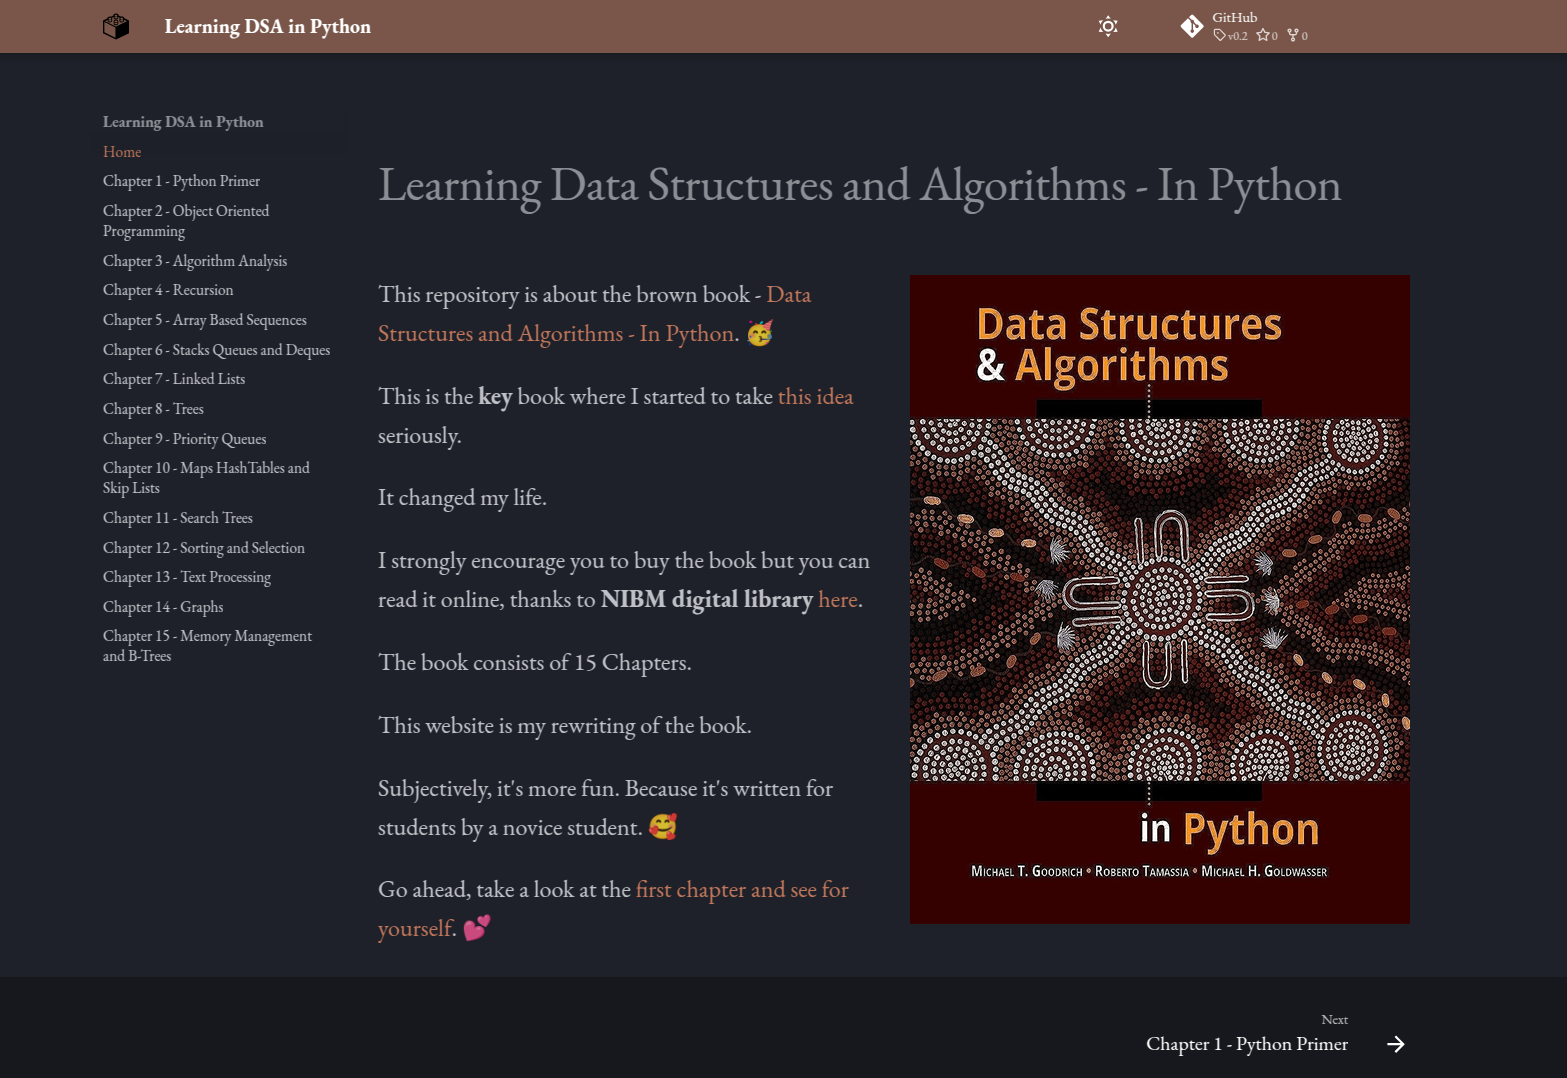 Learning DSA in Python
GitHub
v0.2 0 0
Learning DSA in Python
Home
Chapter 1 - Python Primer
Chapter 2 - Object Oriented
Programming
Chapter 3 - Algorithm Analysis
Chapter 4 - Recursion
Chapter 5 - Array Based Sequences
Chapter 6 - Stacks Queues and Deques
Chapter 7 - Linked Lists
Chapter 8 - Trees
Chapter 9 - Priority Queues
Chapter 10 - Maps HashTables and
Skip Lists
Chapter 11 - Search Trees
Chapter 12 - Sorting and Selection
Chapter 13 - Text Processing
Chapter 14 - Graphs
Chapter 15 - Memory Management
and B-Trees
Learning Data Structures and Algorithms - In Python
This repository is about the brown book - Data
Structures and Algorithms - In Python. 🥳
This is the key book where I started to take this idea
seriously.
It changed my life.
I strongly encourage you to buy the book but you can
read it online, thanks to NIBM digital library here.
The book consists of 15 Chapters.
This website is my rewriting of the book.
Subjectively, it's more fun. Because it's written for
students by a novice student. 🥰
Go ahead, take a look at the first chapter and see for
yourself. 💕
Data Structures
& Algorithms
in Python
Michael T. Goodrich • Roberto Tamassia • Michael H. Goldwasser
Next
Chapter 1 - Python Primer